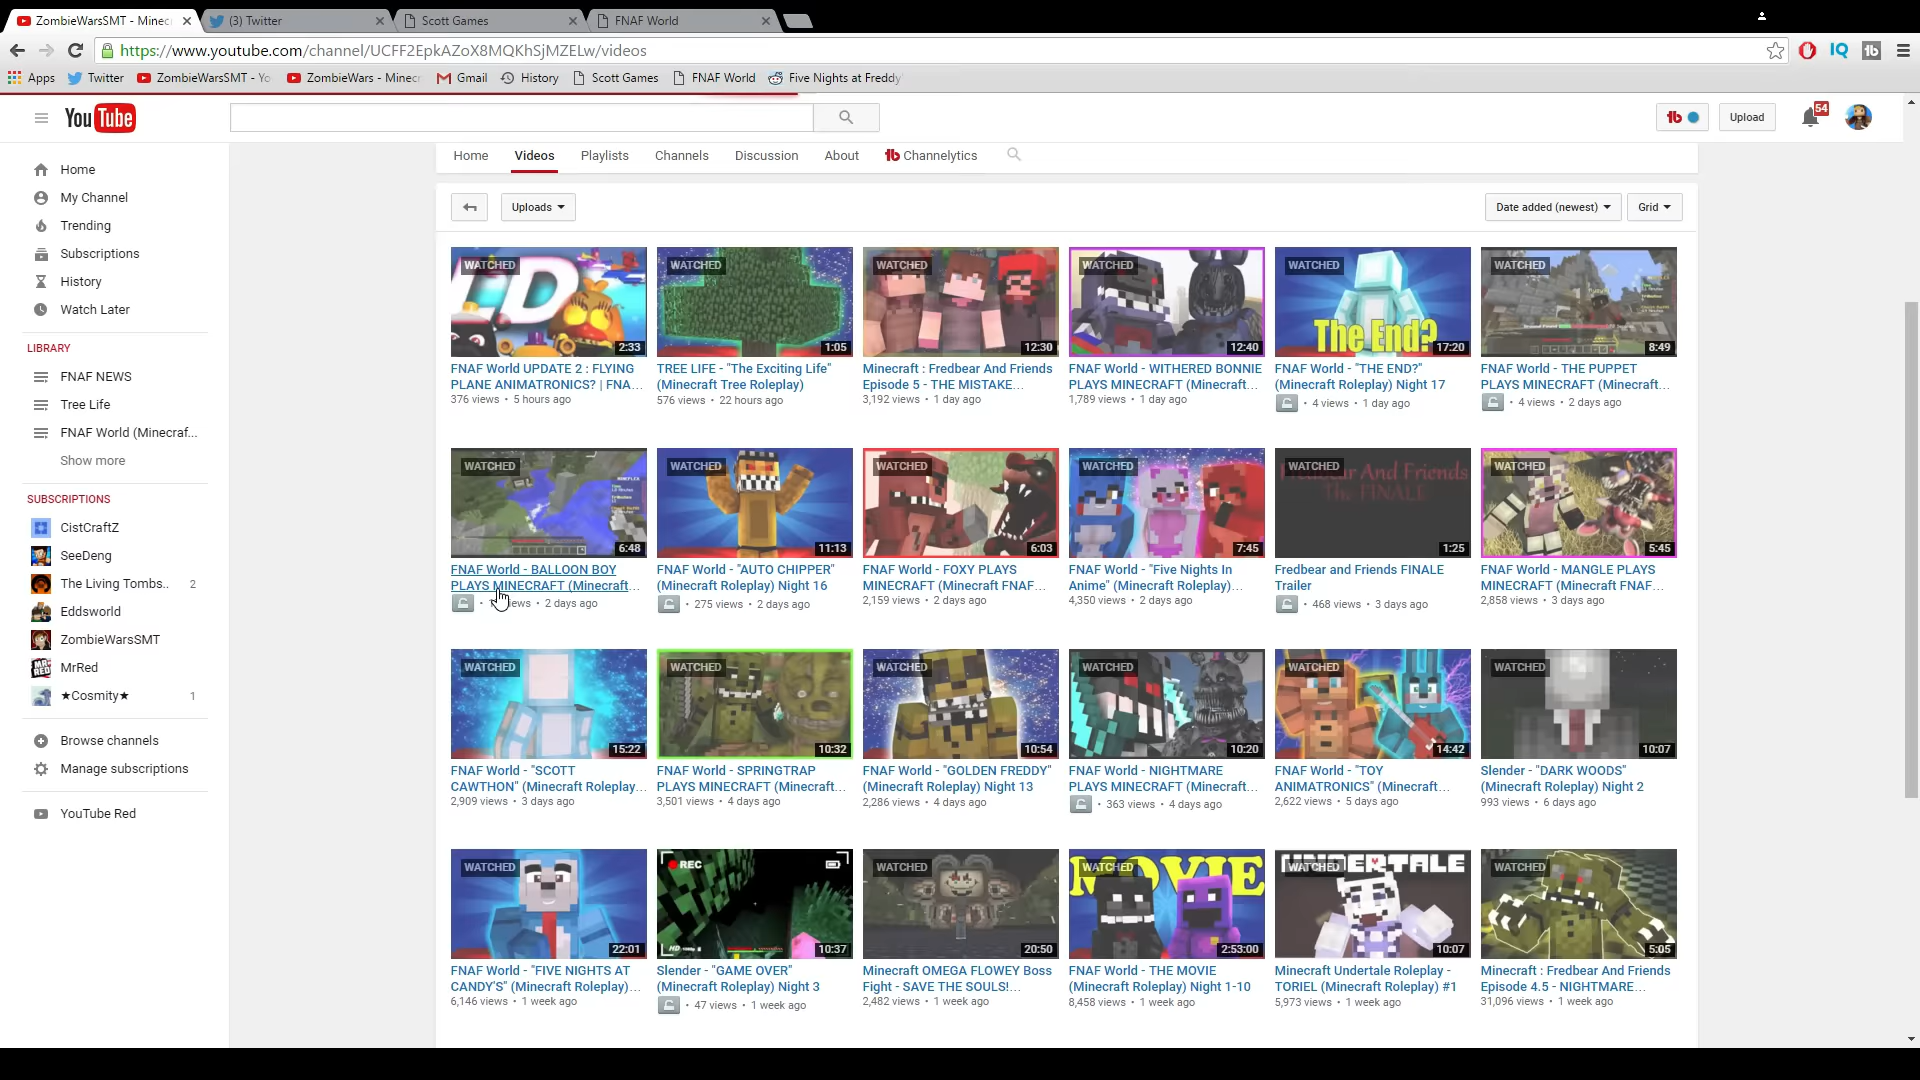 ZombieWarsSMT - Minec
(3) Twitter
Scott Games
FNAF World
https://www.youtube.com/channel/UCFF2EpkAZoX8MQKhSjMZELw/videos
Apps
Twitter
ZombieWarsSMT - Yo
ZombieWars - Minec
Gmail
History
Scott Games
FNAF World
Five Nights at Freddy
YouTube
Upload
54
Home
Videos
Playlists
Channels
Discussion
About
Channelytics
Uploads
Date added (newest)
Grid
Home
My Channel
Trending
Subscriptions
History
Watch Later
LIBRARY
FNAF NEWS
Tree Life
FNAF World (Minecraf...
Show more
SUBSCRIPTIONS
CistCraftZ
SeeDeng
The Living Tombs.. 2
Eddsworld
ZombieWarsSMT
MrRed
★Cosmity★ 1
Browse channels
Manage subscriptions
YouTube Red
WATCHED
2:33
FNAF World UPDATE 2 : FLYING
PLANE ANIMATRONICS? | FNA...
376 views • 5 hours ago
WATCHED
1:05
TREE LIFE - "The Exciting Life"
(Minecraft Tree Roleplay)
576 views • 22 hours ago
WATCHED
12:30
Minecraft : Fredbear And Friends
Episode 5 - THE MISTAKE...
3,192 views • 1 day ago
WATCHED
12:40
FNAF World - WITHERED BONNIE
PLAYS MINECRAFT (Minecraft...
1,789 views • 1 day ago
WATCHED
The End?
17:20
FNAF World - "THE END?"
(Minecraft Roleplay) Night 17
• 4 views • 1 day ago
WATCHED
8:49
FNAF World - THE PUPPET
PLAYS MINECRAFT (Minecraft...
• 4 views • 2 days ago
WATCHED
6:48
FNAF World - BALLOON BOY
PLAYS MINECRAFT (Minecraft...
• 2 days ago
WATCHED
11:13
FNAF World - "AUTO CHIPPER"
(Minecraft Roleplay) Night 16
• 275 views • 2 days ago
WATCHED
6:03
FNAF World - FOXY PLAYS
MINECRAFT (Minecraft FNAF...
2,159 views • 2 days ago
WATCHED
7:45
FNAF World - "Five Nights In
Anime" (Minecraft Roleplay)...
4,350 views • 2 days ago
WATCHED
Fredbear And Friends
The FINALE
1:25
Fredbear and Friends FINALE
Trailer
• 468 views • 3 days ago
WATCHED
5:45
FNAF World - MANGLE PLAYS
MINECRAFT (Minecraft FNAF...
2,858 views • 3 days ago
WATCHED
15:22
FNAF World - "SCOTT
CAWTHON" (Minecraft Roleplay...
2,909 views • 3 days ago
WATCHED
10:32
FNAF World - SPRINGTRAP
PLAYS MINECRAFT (Minecraft...
3,501 views • 4 days ago
WATCHED
10:54
FNAF World - "GOLDEN FREDDY"
(Minecraft Roleplay) Night 13
2,286 views • 4 days ago
WATCHED
10:20
FNAF World - NIGHTMARE
PLAYS MINECRAFT (Minecraft...
• 363 views • 4 days ago
WATCHED
14:42
FNAF World - "TOY
ANIMATRONICS" (Minecraft...
2,622 views • 5 days ago
WATCHED
10:07
Slender - "DARK WOODS"
(Minecraft Roleplay) Night 2
993 views • 6 days ago
WATCHED
22:01
FNAF World - "FIVE NIGHTS AT
CANDY'S" (Minecraft Roleplay)...
6,146 views • 1 week ago
REC
10:37
Slender - "GAME OVER"
(Minecraft Roleplay) Night 3
• 47 views • 1 week ago
WATCHED
20:50
Minecraft OMEGA FLOWEY Boss
Fight - SAVE THE SOULS!...
2,482 views • 1 week ago
MOVIE
WATCHED
2:53:00
FNAF World - THE MOVIE
(Minecraft Roleplay) Night 1-10
8,458 views • 1 week ago
UNDERTALE
WATCHED
10:07
Minecraft Undertale Roleplay -
TORIEL (Minecraft Roleplay) #1
5,973 views • 1 week ago
WATCHED
5:05
Minecraft : Fredbear And Friends
Episode 4.5 - NIGHTMARE...
31,096 views • 1 week ago